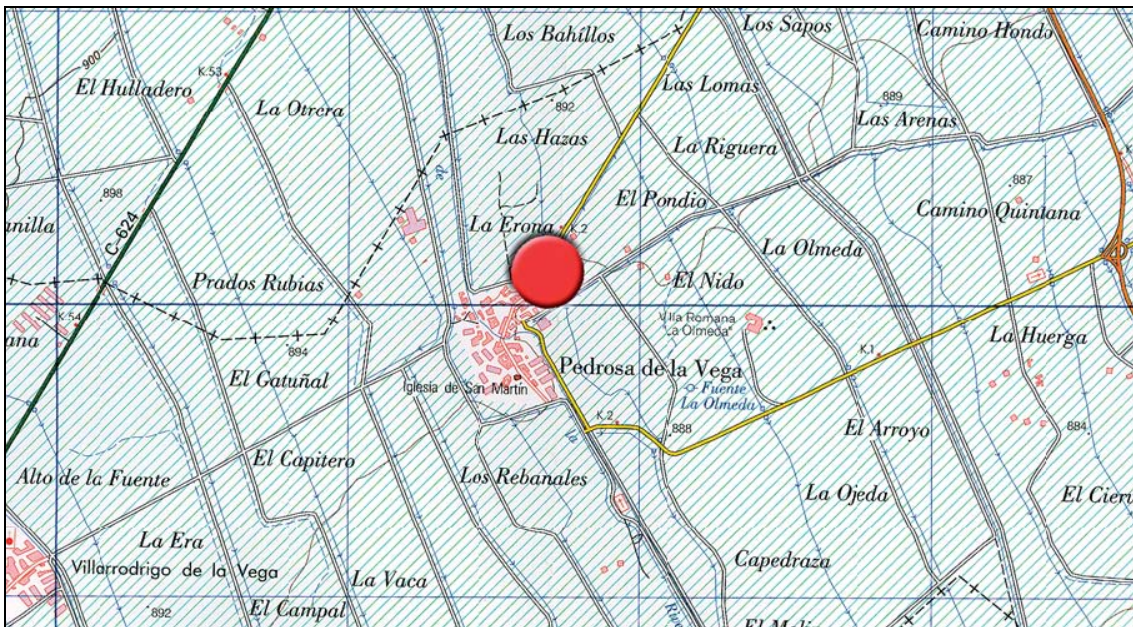 Los Bahíllos
Los Sapos
Camino Hondo
900
K.53
El Hulladero
La Otrera
892
Las Lomas
889
Las Arenas
Las Hazas
La Riguera
de
887
898
El Pondio
Camino Quintana
La Erona
K.2
C-624
La Olmeda
Prados Rubias
El Nido
K.54
Villa Romana
"La Olmeda"
La Huerga
894
K.1
Pedrosa de la Vega
El Gatuñal
Iglesia de San Martín
Fuente
La Olmeda
K.2
888
El Arroyo
884
El Capitero
Alto de la Fuente
Los Rebanales
la
La Ojeda
La Era
Villarrodrigo de la Vega
La Vaca
Capedraza
892
El Campal